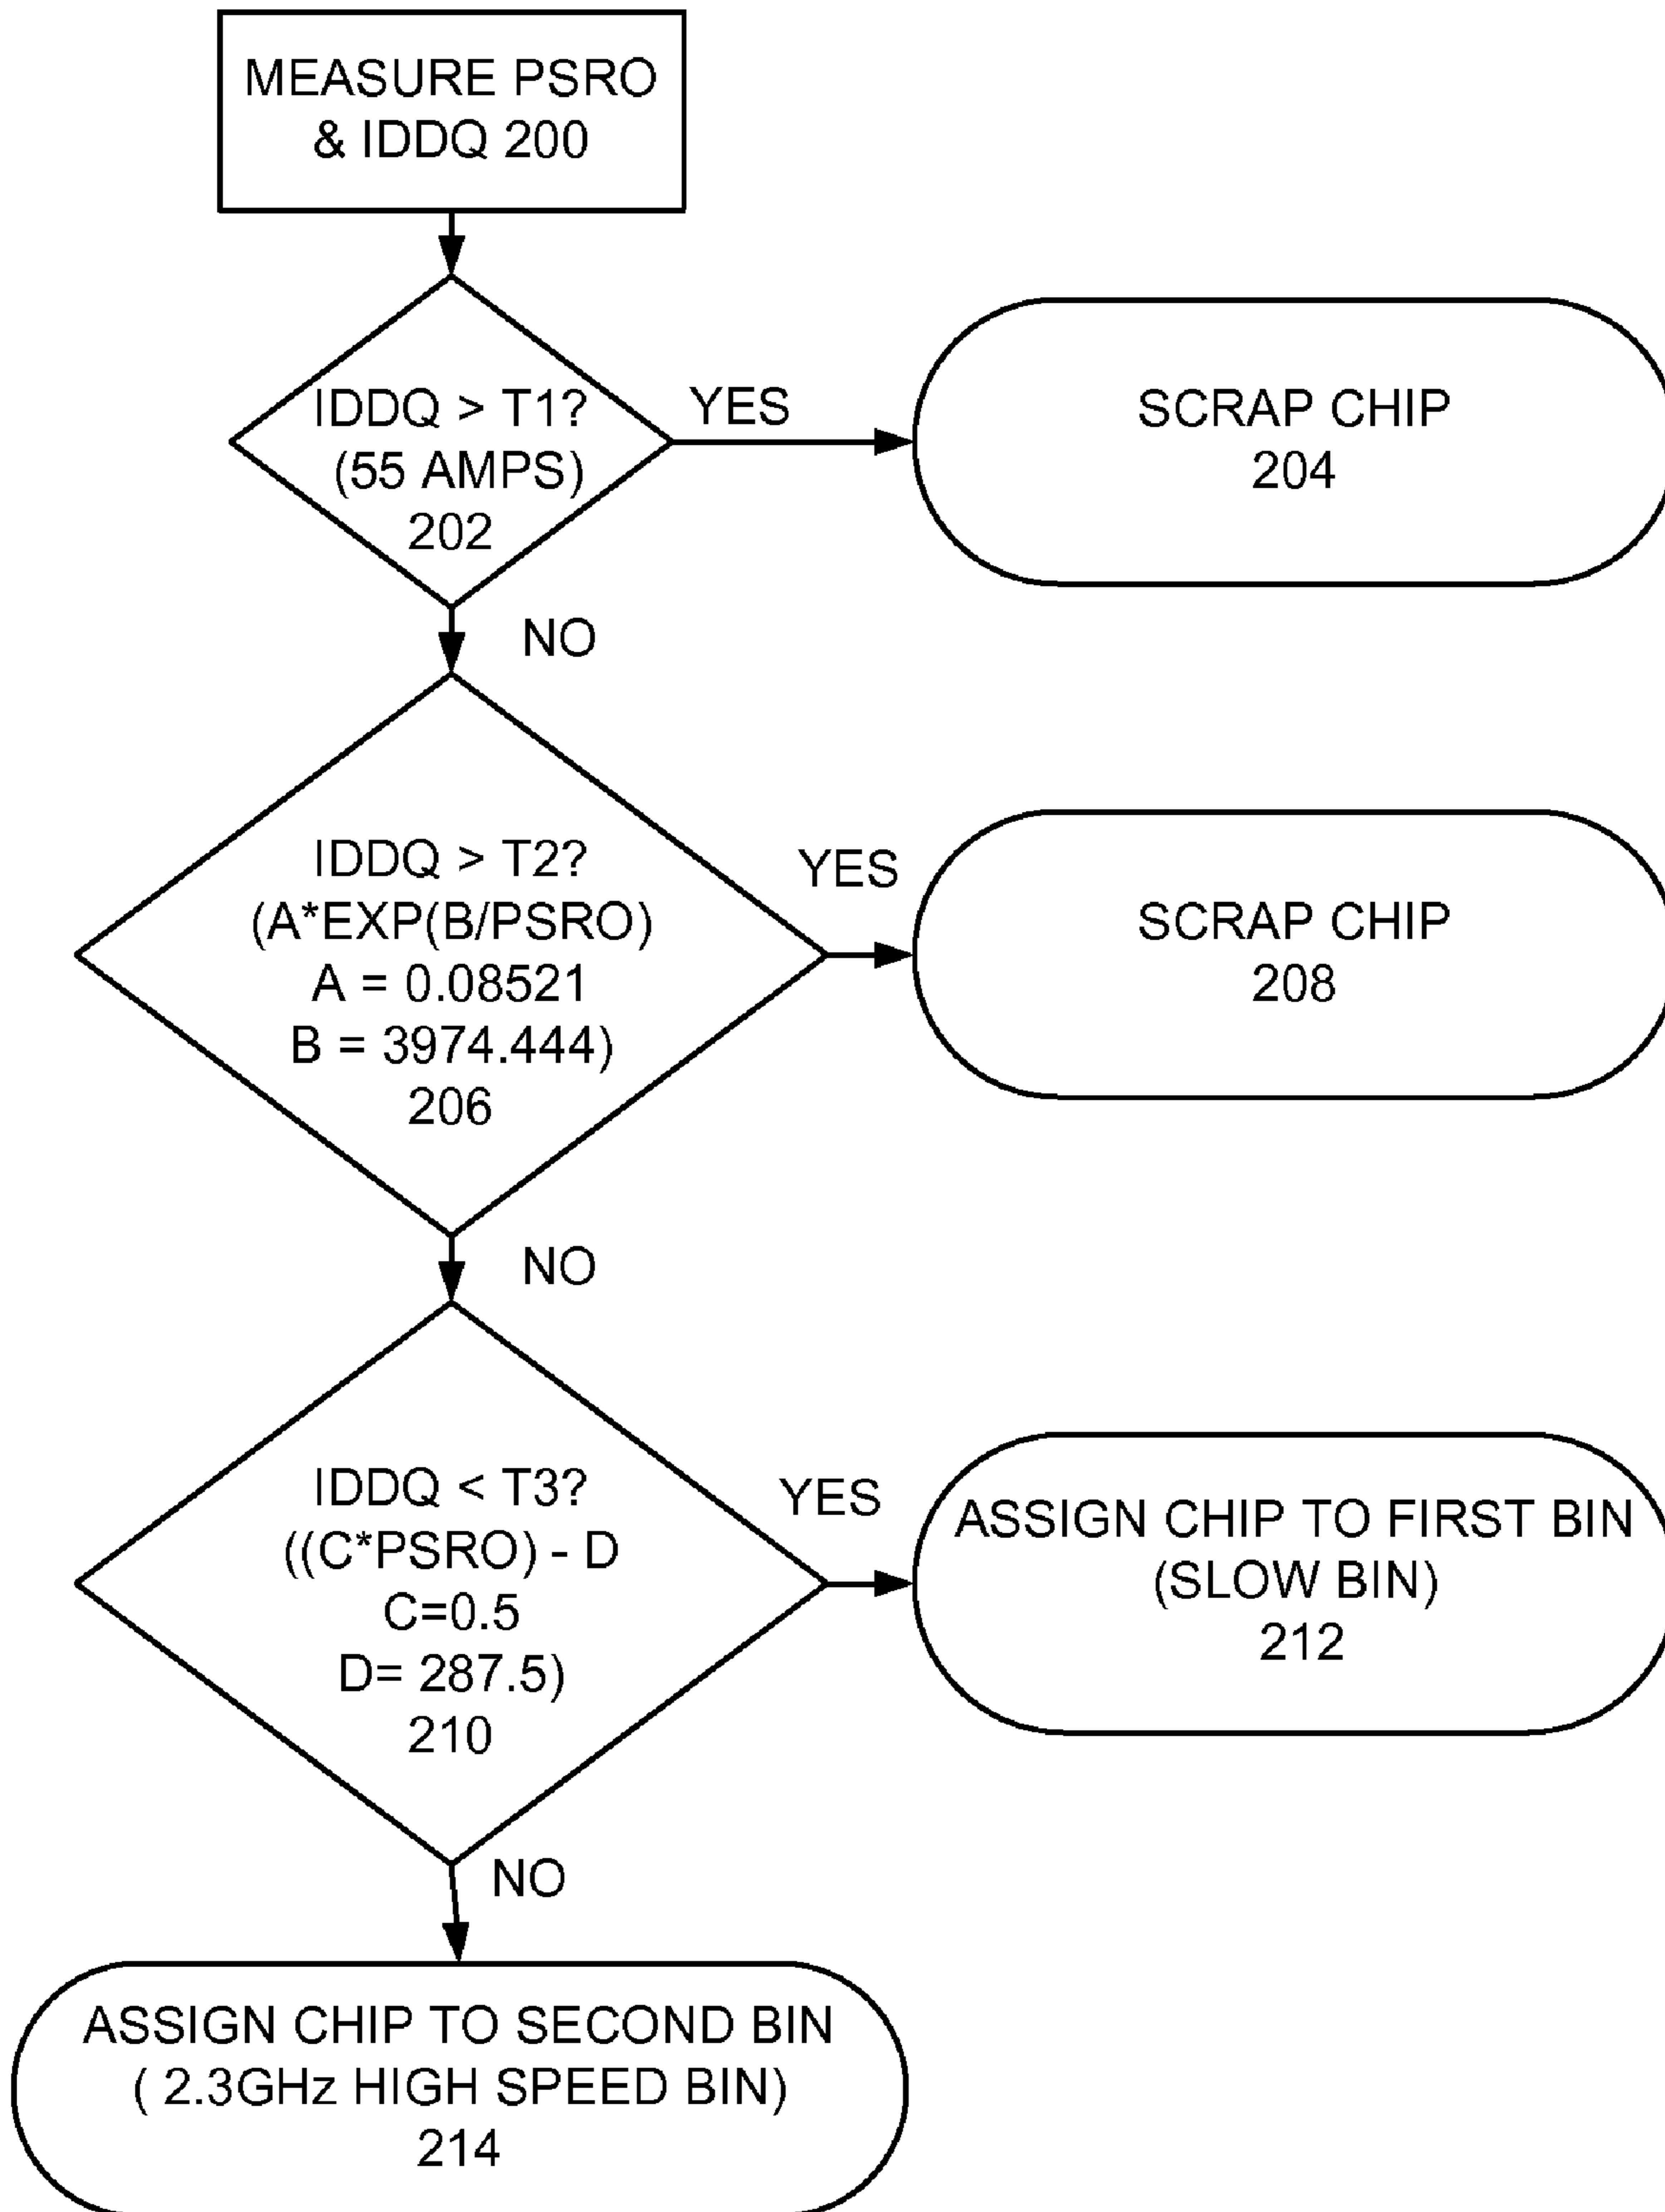 MEASURE PSRO
& IDDQ 200
IDDQ > T1?
(55 AMPS)
202
YES
SCRAP CHIP
204
NO
IDDQ > T2?
(A*EXP(B/PSRO)
A = 0.08521
B = 3974.444)
206
YES
SCRAP CHIP
208
NO
IDDQ < T3?
((C*PSRO) - D
C=0.5
D= 287.5)
210
YES
ASSIGN CHIP TO FIRST BIN
(SLOW BIN)
212
NO
ASSIGN CHIP TO SECOND BIN
( 2.3GHz HIGH SPEED BIN)
214